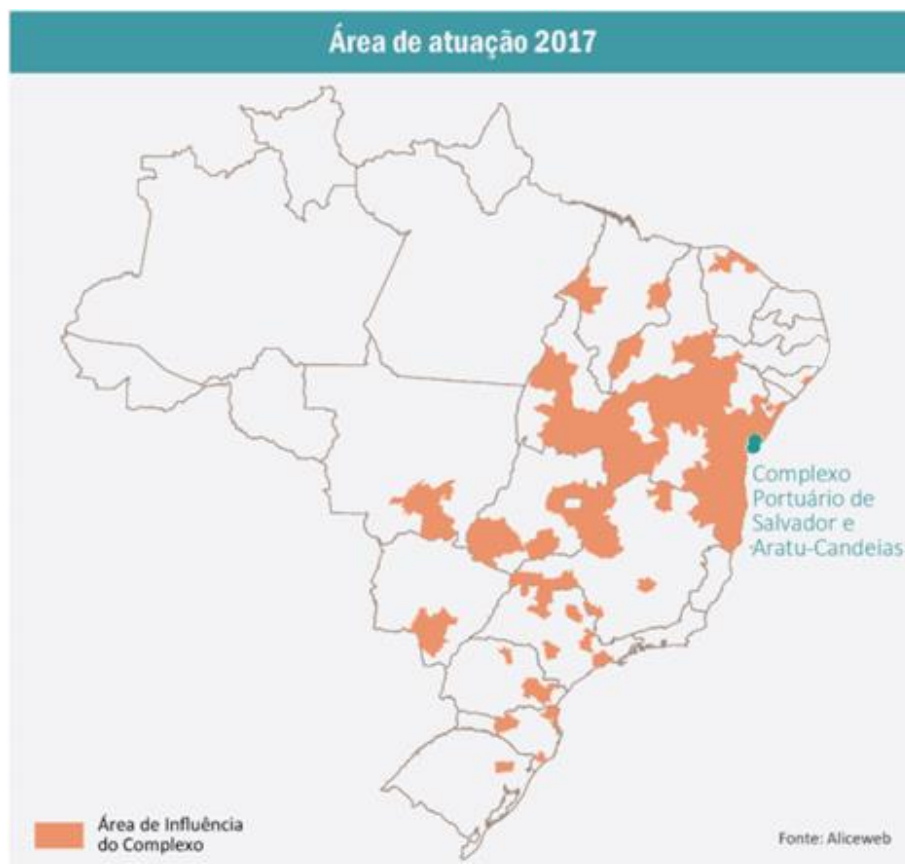 Área de atuação 2017
Complexo
Portuário de
Salvador e
Aratu-Candeias
Área de Influência
do Complexo
Fonte: Aliceweb